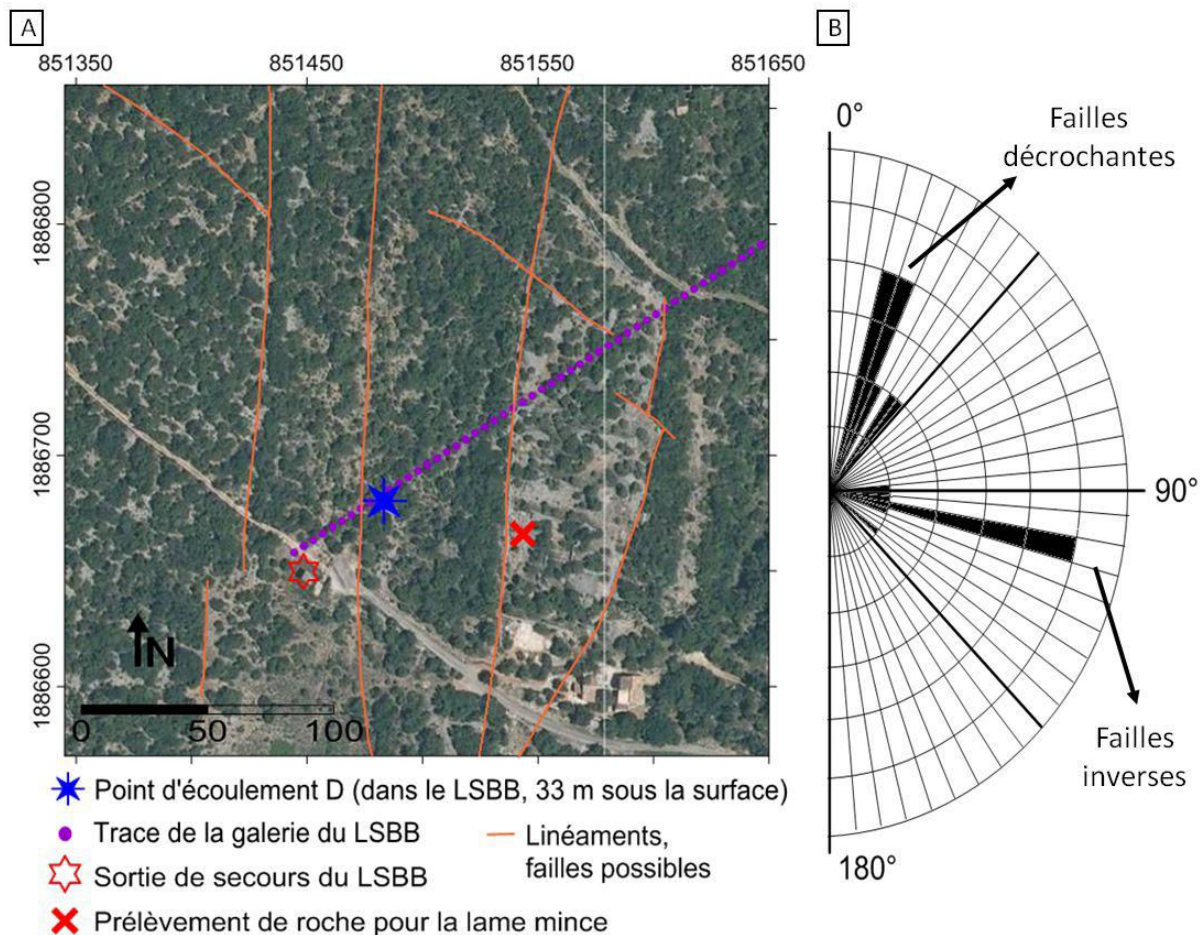 A
B
851350
851450
851550
851650
1886800
1886700
1886600
N
0
50
100
0°
Failles
décrochantes
90°
Failles
inverses
180°
Point d'écoulement D (dans le LSBB, 33 m sous la surface)
Trace de la galerie du LSBB
Linéaments,
failles possibles
Sortie de secours du LSBB
Prélèvement de roche pour la lame mince